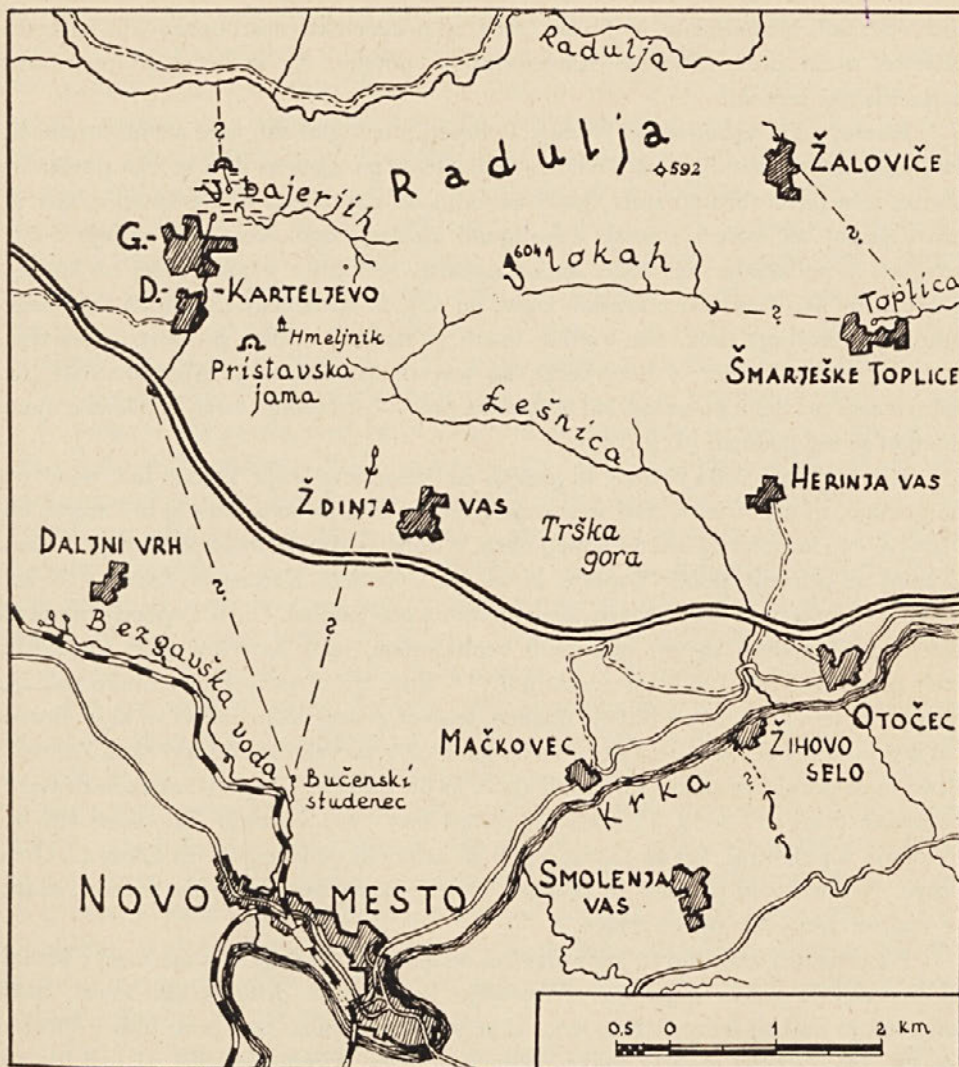 Radulja
Radulja
592
ŽALOVIČE
?
V bajerjih
?
G.-
D.- -KARTELJEVO
604
V lokah
Toplica
?
ŠMARJEŠKE TOPLICE
Hmeljnik
Pristavska
jama
Lešnica
ŽDINJA VAS
HERINJA VAS
Trška
gora
DALJNI VRH
?
?
Bezgavška voda
OTOČEC
MAČKOVEC
ŽIHOVO
SELO
Bučenski
studenec
Krka
?
SMOLENJA
VAS
NOVO MESTO
0,5 0 1 2 km